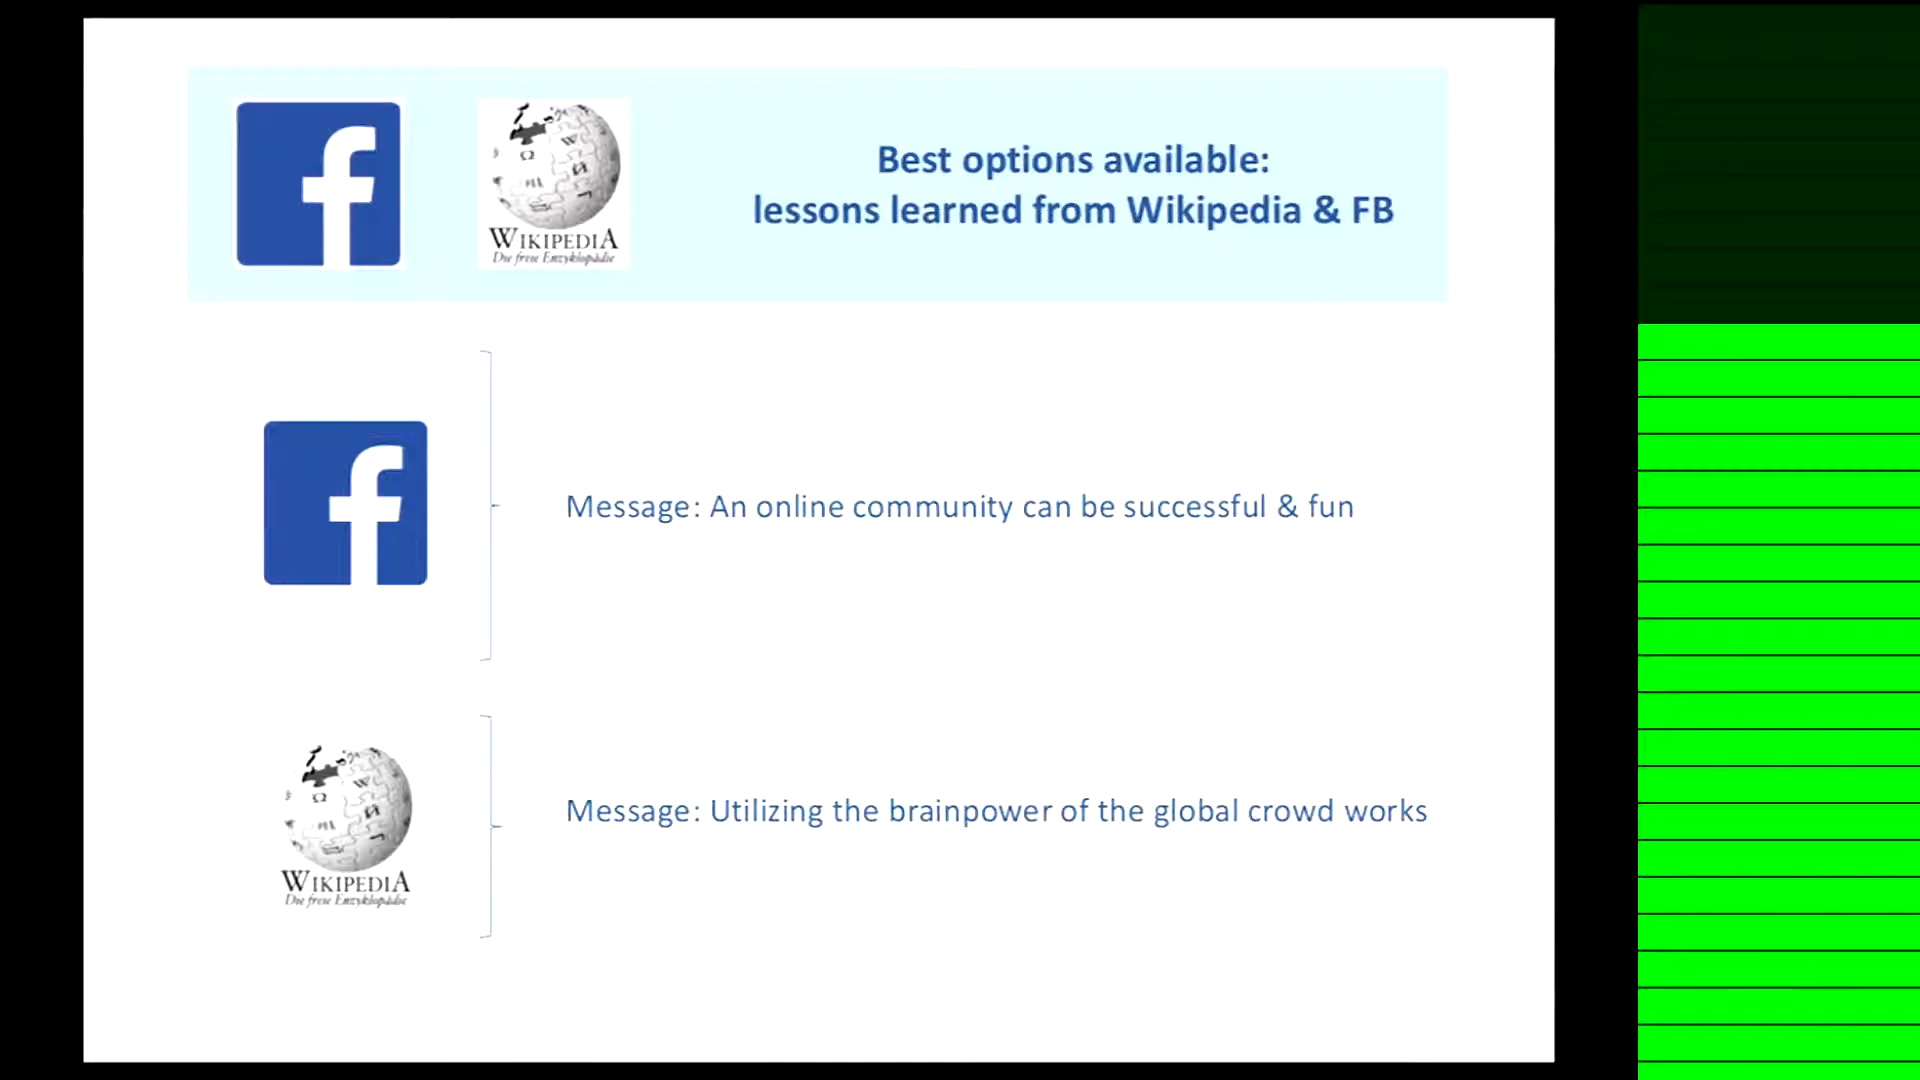 Best options available:
lessons learned from Wikipedia & FB
WIKIPEDIA
Die freie Enzyklopädie
Message: An online community can be successful & fun
Message: Utilizing the brainpower of the global crowd works
WIKIPEDIA
Die freie Enzyklopädie